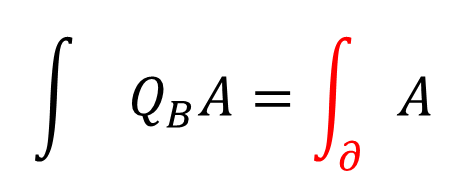 ∫ Q_B A = ∫_∂ A